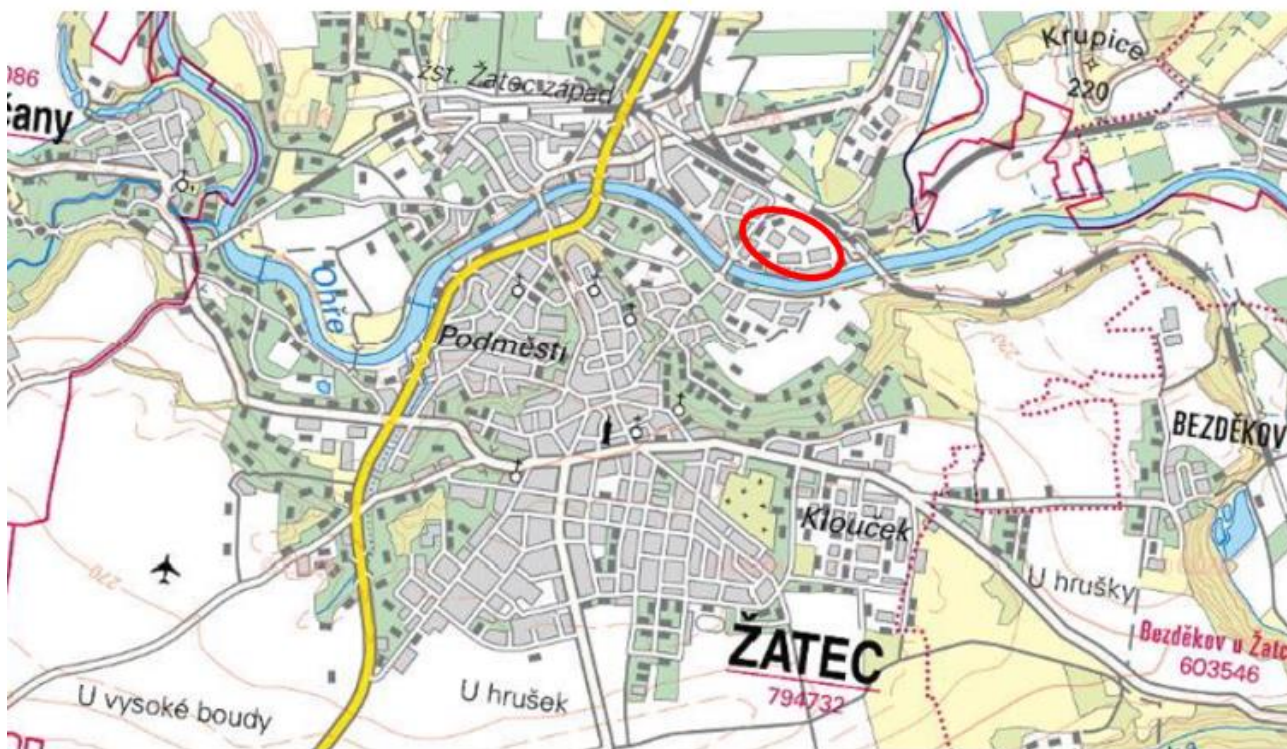 Krupice
220
žst. Žatec západ
086
čany
Ohře
Podměstí
220
BEZDĚKOV
Klouček
U hrušky
270
ŽATEC
794732
Bezděkov u Žatc
603546
U hrušek
U vysoké boudy